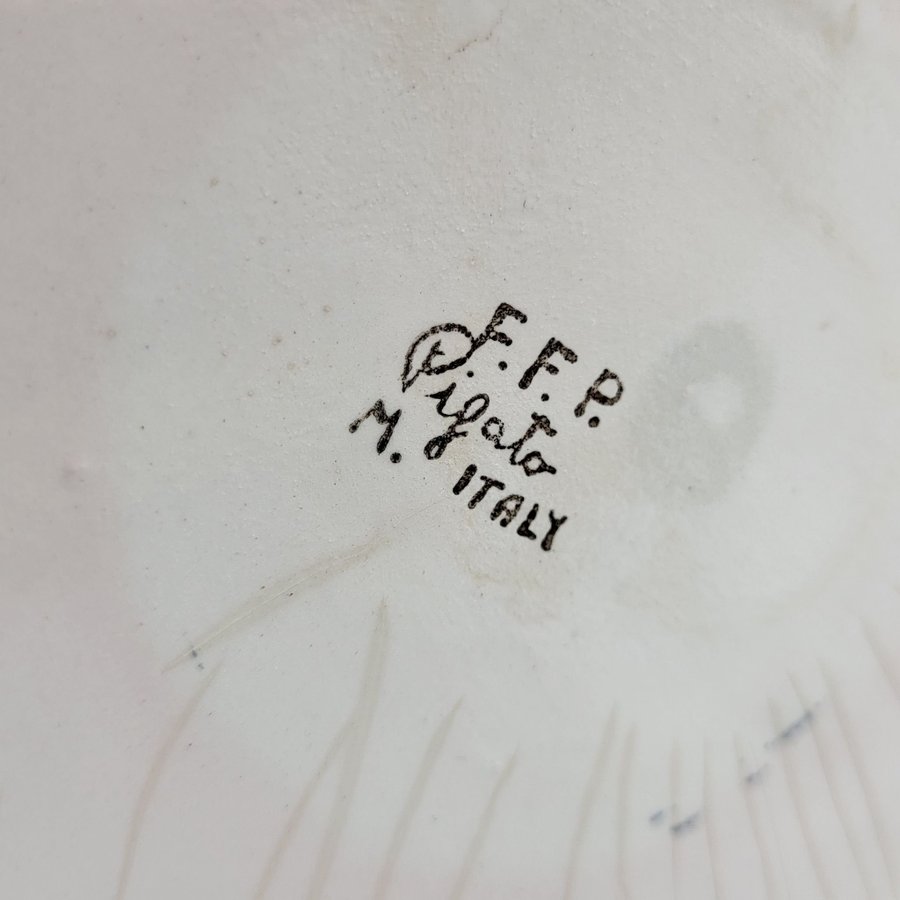 F. F. P.
Pigato
M. ITALY